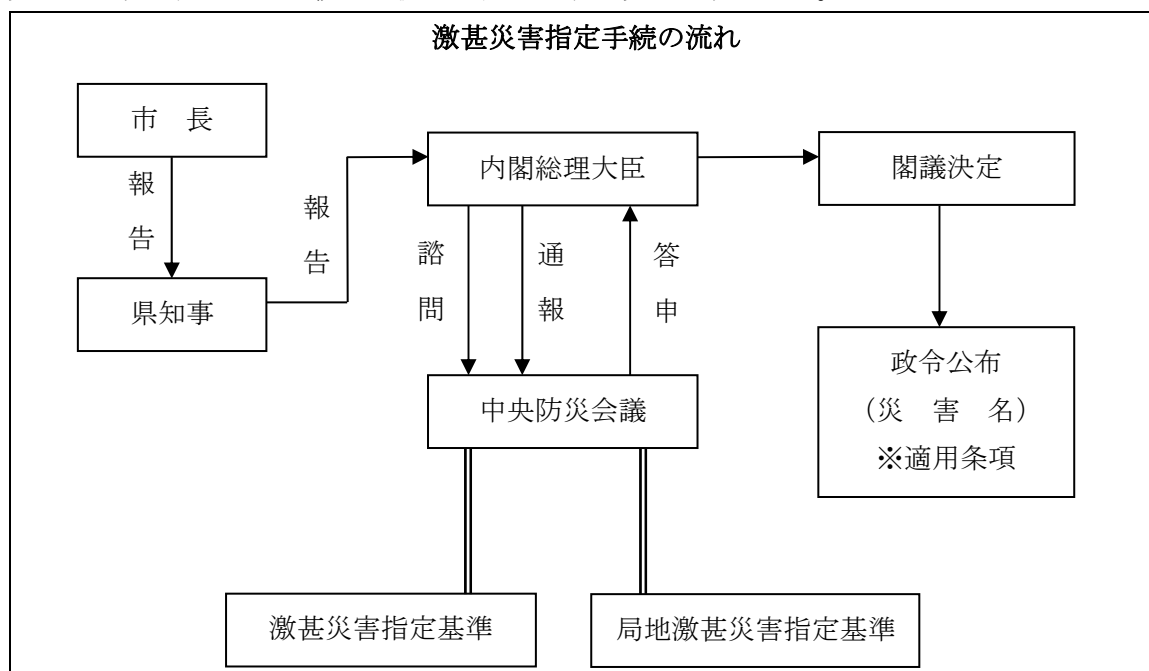 激甚災害指定手続の流れ
市　長
報告
県知事
報告
内閣総理大臣
諮問
通報
答申
中央防災会議
閣議決定
政令公布
（災　害　名）
※適用条項
激甚災害指定基準
局地激甚災害指定基準